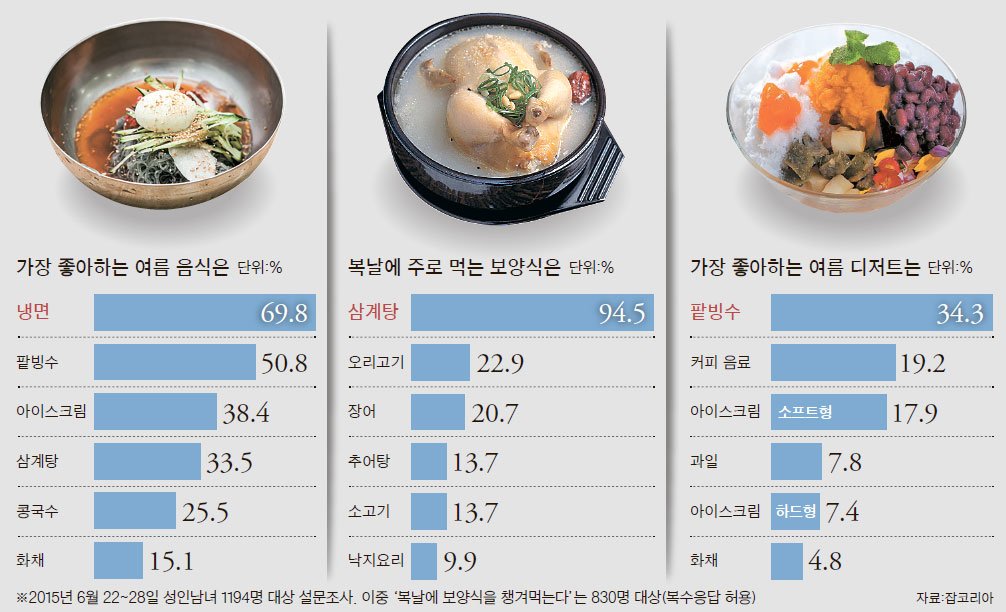 가장 좋아하는 여름 음식은 단위:%
냉면 69.8
팥빙수 50.8
아이스크림 38.4
삼계탕 33.5
콩국수 25.5
화채 15.1
복날에 주로 먹는 보양식은 단위:%
삼계탕 94.5
오리고기 22.9
장어 20.7
추어탕 13.7
소고기 13.7
낙지요리 9.9
가장 좋아하는 여름 디저트는 단위:%
팥빙수 34.3
커피 음료 19.2
아이스크림 소프트형 17.9
과일 7.8
아이스크림 하드형 7.4
화채 4.8
※2015년 6월 22~28일 성인남녀 1194명 대상 설문조사. 이중 ‘복날에 보양식을 챙겨먹는다’는 830명 대상(복수응답 허용) 자료:잡코리아